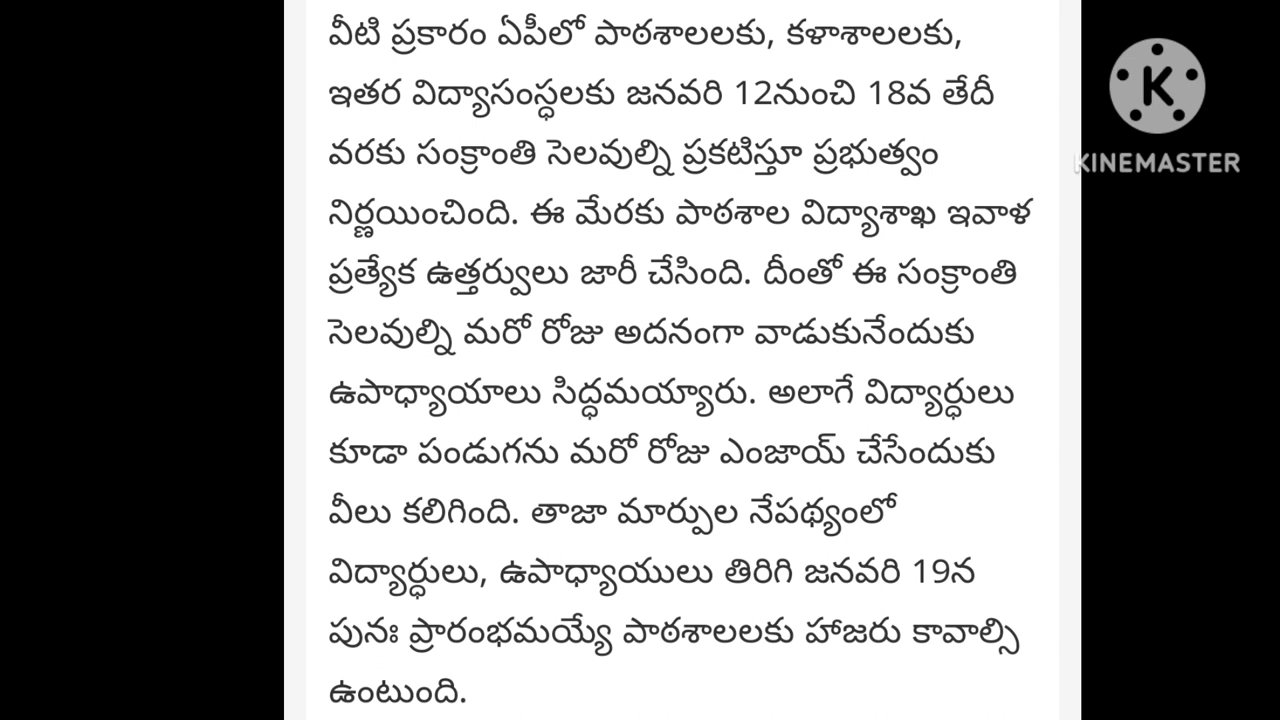 వీటి ప్రకారం ఏపీలో పాఠశాలలకు, కళాశాలలకు,
ఇతర విద్యాసంస్థలకు జనవరి 12నుంచి 18వ తేదీ
వరకు సంక్రాంతి సెలవుల్ని ప్రకటిస్తూ ప్రభుత్వం
నిర్ణయించింది. ఈ మేరకు పాఠశాల విద్యాశాఖ ఇవాళ
ప్రత్యేక ఉత్తర్వులు జారీ చేసింది. దీంతో ఈ సంక్రాంతి
సెలవుల్ని మరో రోజు అదనంగా వాడుకునేందుకు
ఉపాధ్యాయాలు సిద్ధమయ్యారు. అలాగే విద్యార్ధులు
కూడా పండుగను మరో రోజు ఎంజాయ్ చేసేందుకు
వీలు కలిగింది. తాజా మార్పుల నేపథ్యంలో
విద్యార్ధులు, ఉపాధ్యాయులు తిరిగి జనవరి 19న
పునః ప్రారంభమయ్యే పాఠశాలలకు హాజరు కావాల్సి
ఉంటుంది.
K
KINEMASTER